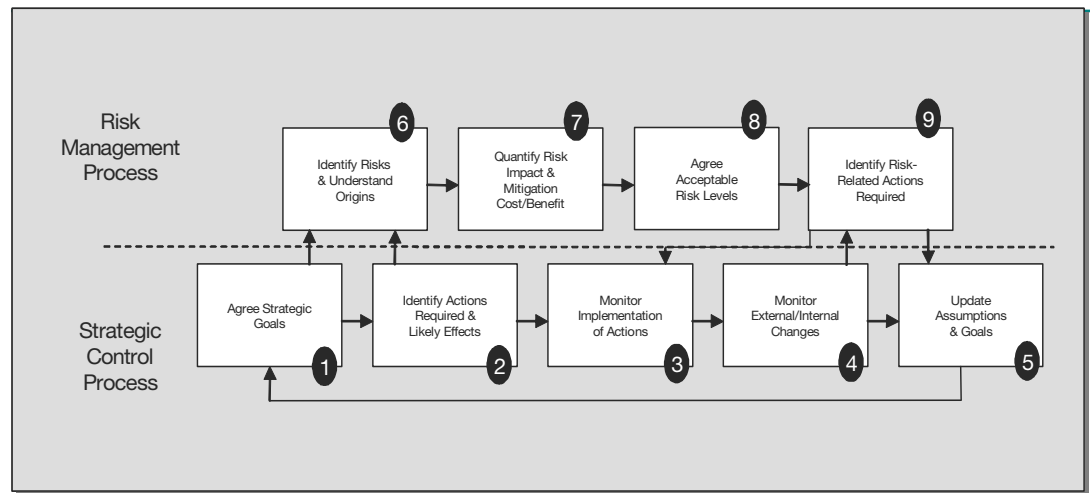 Risk
Management
Process
6
Identify Risks
& Understand
Origins
7
Quantify Risk
Impact &
Mitigation
Cost/Benefit
8
Agree
Acceptable
Risk Levels
9
Identify Risk-
Related Actions
Required
Strategic
Control
Process
Agree Strategic
Goals
1
Identify Actions
Required &
Likely Effects
2
Monitor
Implementation
of Actions
3
Monitor
External/Internal
Changes
4
Update
Assumptions
& Goals
5